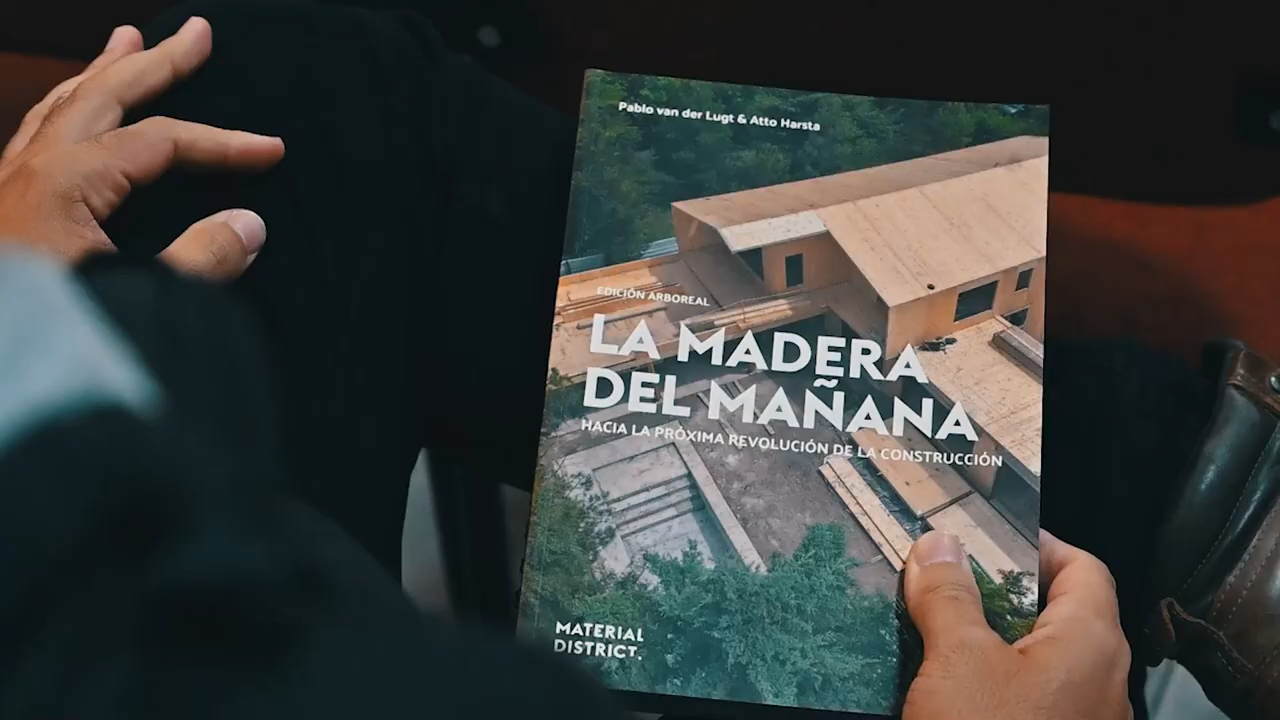 Pablo van der Lugt & Atto Harsta
EDICIÓN ARBOREAL
LA MADERA
DEL MAÑANA
HACIA LA PRÓXIMA REVOLUCIÓN DE LA CONSTRUCCIÓN
MATERIAL
DISTRICT.